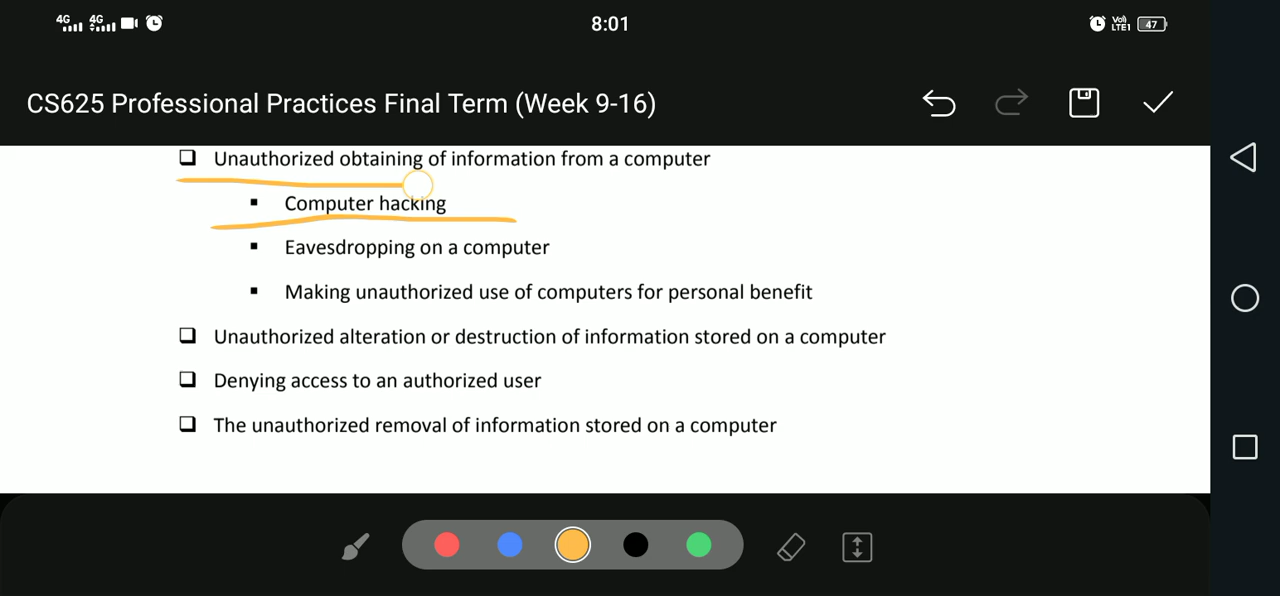 4G 4G 8:01 VoI) LTE1 47
CS625 Professional Practices Final Term (Week 9-16)
Unauthorized obtaining of information from a computer
Computer hacking
Eavesdropping on a computer
Making unauthorized use of computers for personal benefit
Unauthorized alteration or destruction of information stored on a computer
Denying access to an authorized user
The unauthorized removal of information stored on a computer